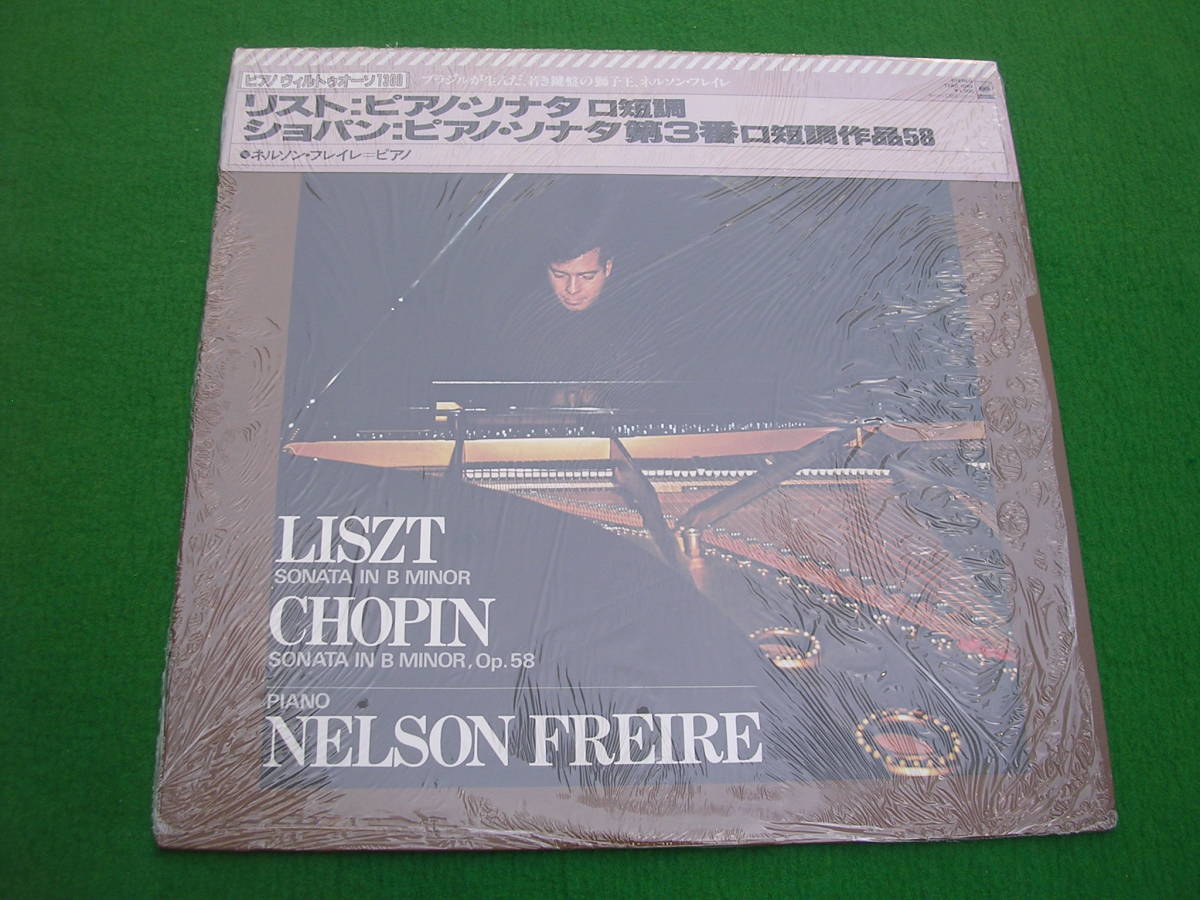 ピアノ ヴィルトゥオーソ1300
ブラジルが生んだ、若き鍵盤の獅子王、ネルソン・フレイレ
リスト:ピアノ・ソナタ ロ短調
ショパン:ピアノ・ソナタ第3番ロ短調作品58
●ネルソン・フレイレ=ピアノ
LISZT
SONATA IN B MINOR
CHOPIN
SONATA IN B MINOR, Op.58
PIANO
NELSON FREIRE